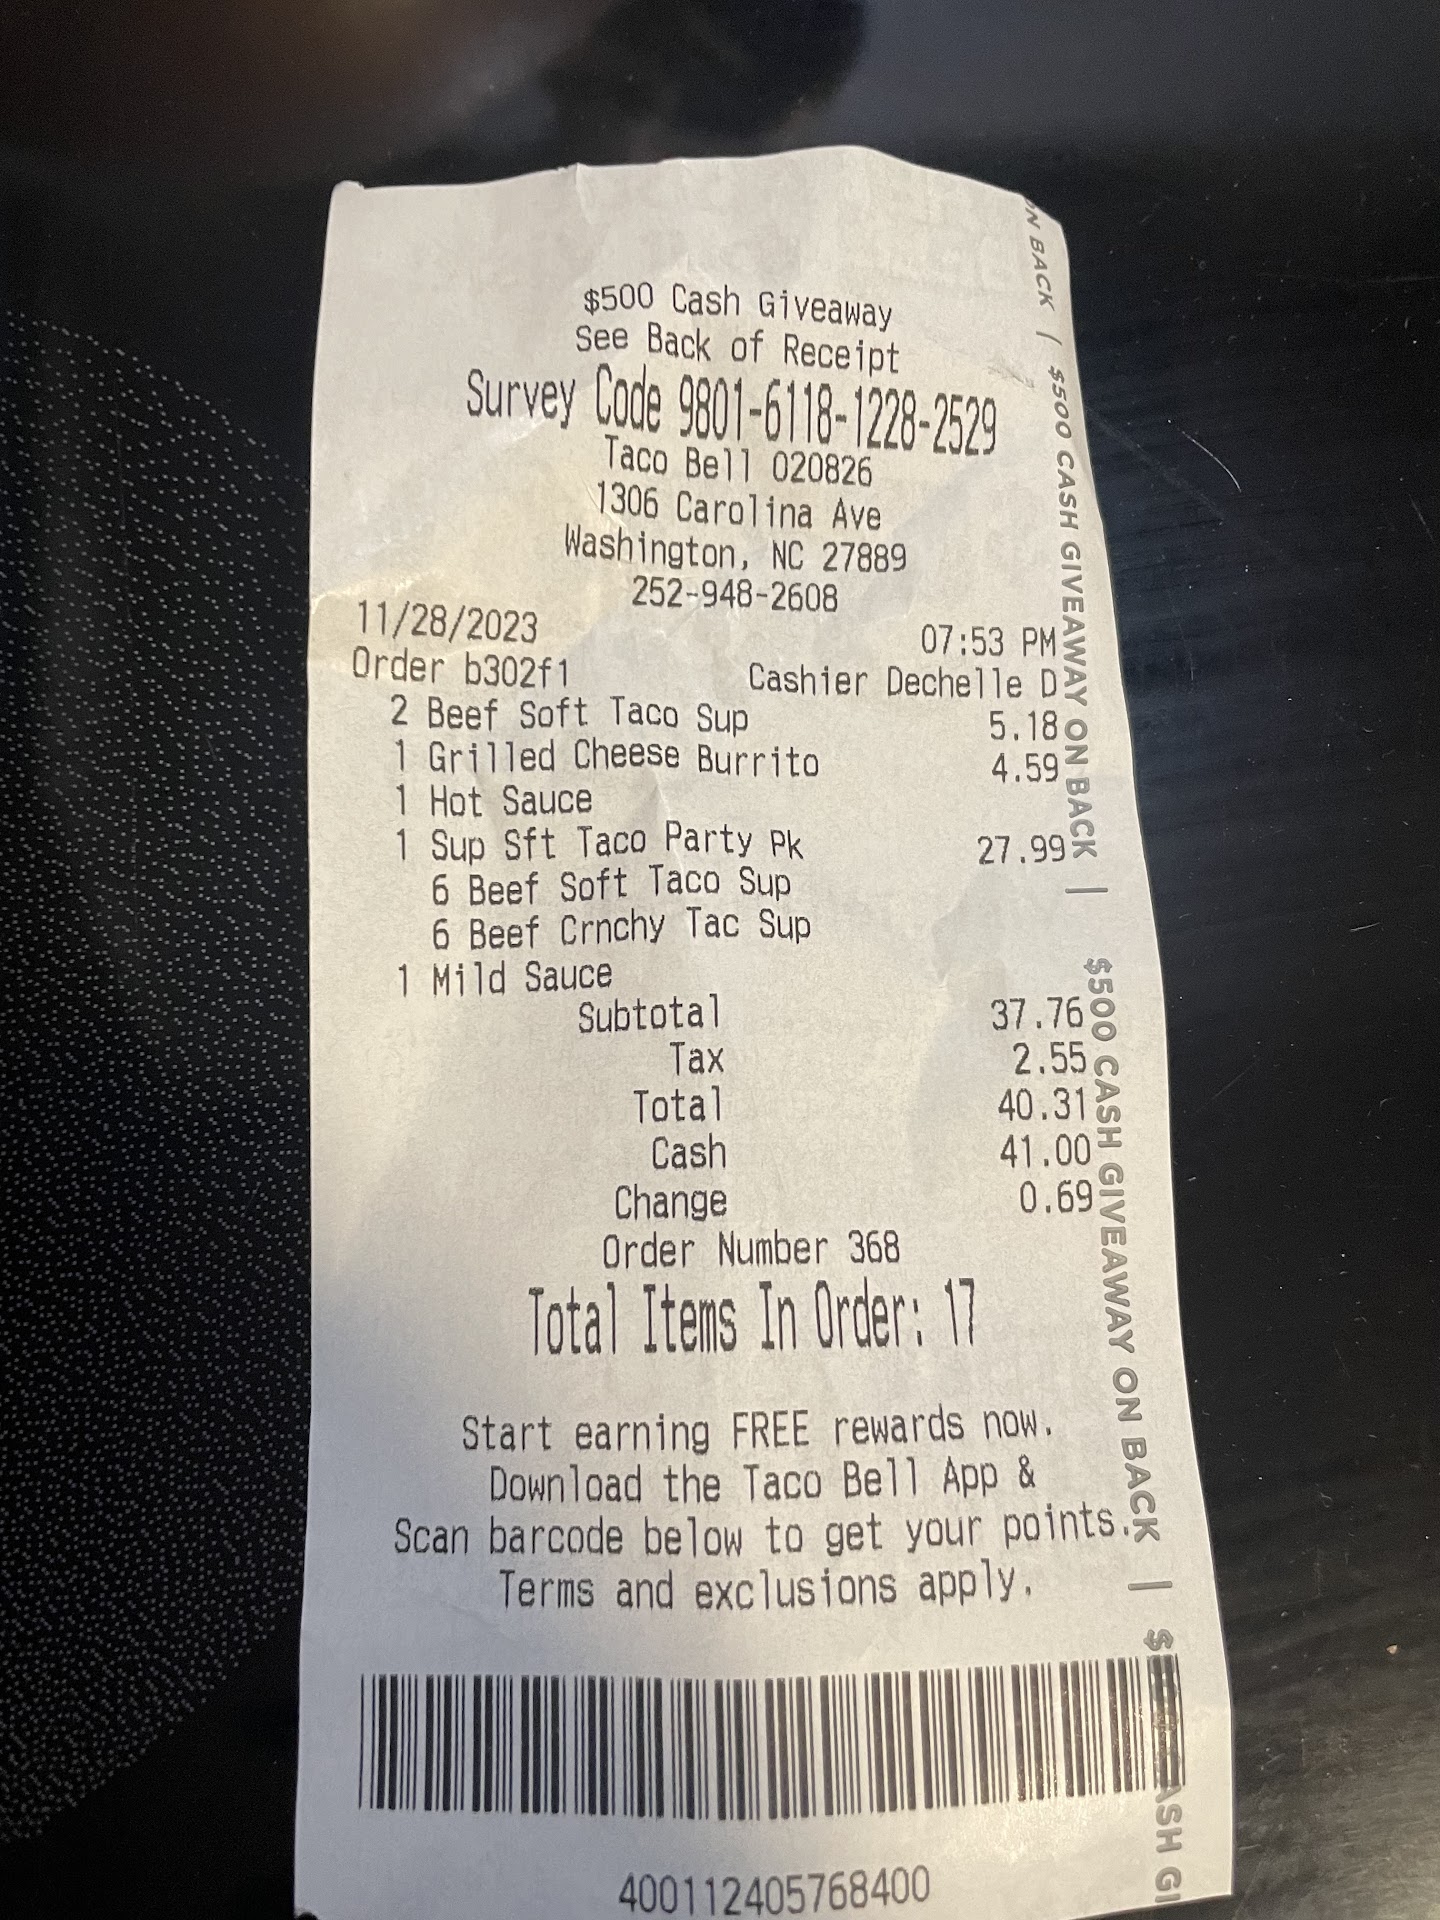 $500 Cash Giveaway
See Back of Receipt
Survey Code 9801-6118-1228-2529
Taco Bell 020826
1306 Carolina Ave
Washington, NC 27889
252-948-2608
11/28/2023 07:53 PM
Order b302f1 Cashier Dechelle D
2 Beef Soft Taco Sup 5.18
1 Grilled Cheese Burrito 4.59
1 Hot Sauce
1 Sup Sft Taco Party Pk 27.99
6 Beef Soft Taco Sup
6 Beef Crnchy Tac Sup
1 Mild Sauce
Subtotal 37.76
Tax 2.55
Total 40.31
Cash 41.00
Change 0.69
Order Number 368
Total Items In Order: 17
Start earning FREE rewards now.
Download the Taco Bell App &
Scan barcode below to get your points.
Terms and exclusions apply.
400112405768400
ON BACK | $500 CASH GIVEAWAY ON BACK | $500 CASH GIVEAWAY ON BACK | $500 CASH GI